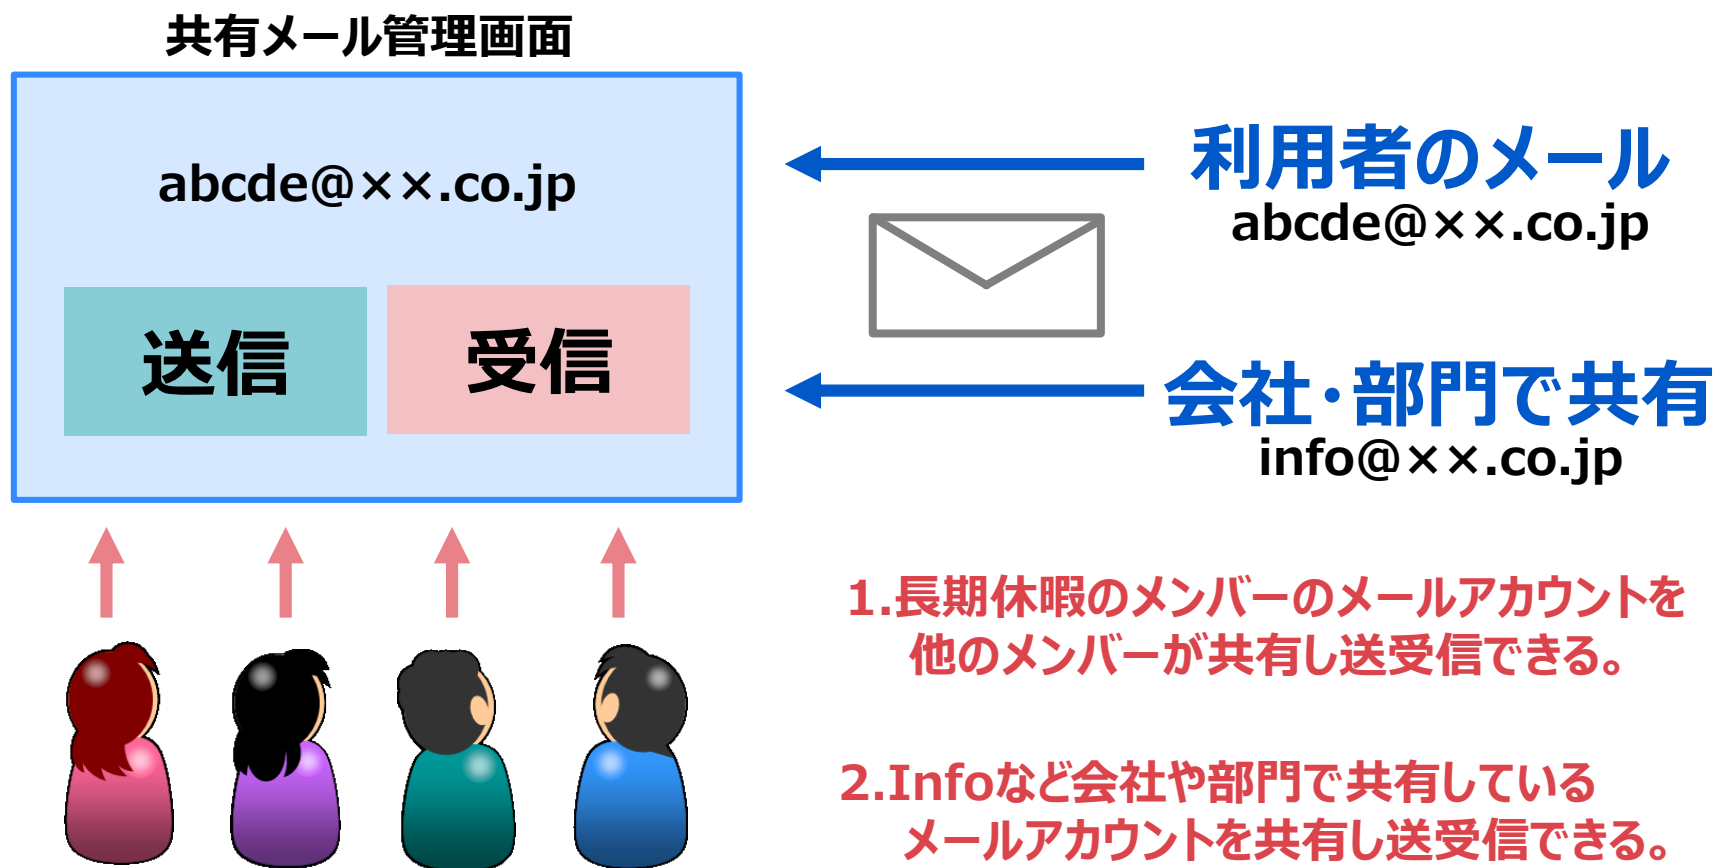 共有メール管理画面
abcde@××.co.jp
送信
受信
利用者のメール
abcde@××.co.jp
会社・部門で共有
info@××.co.jp
1.長期休暇のメンバーのメールアカウントを
他のメンバーが共有し送受信できる。
2.Infoなど会社や部門で共有している
メールアカウントを共有し送受信できる。